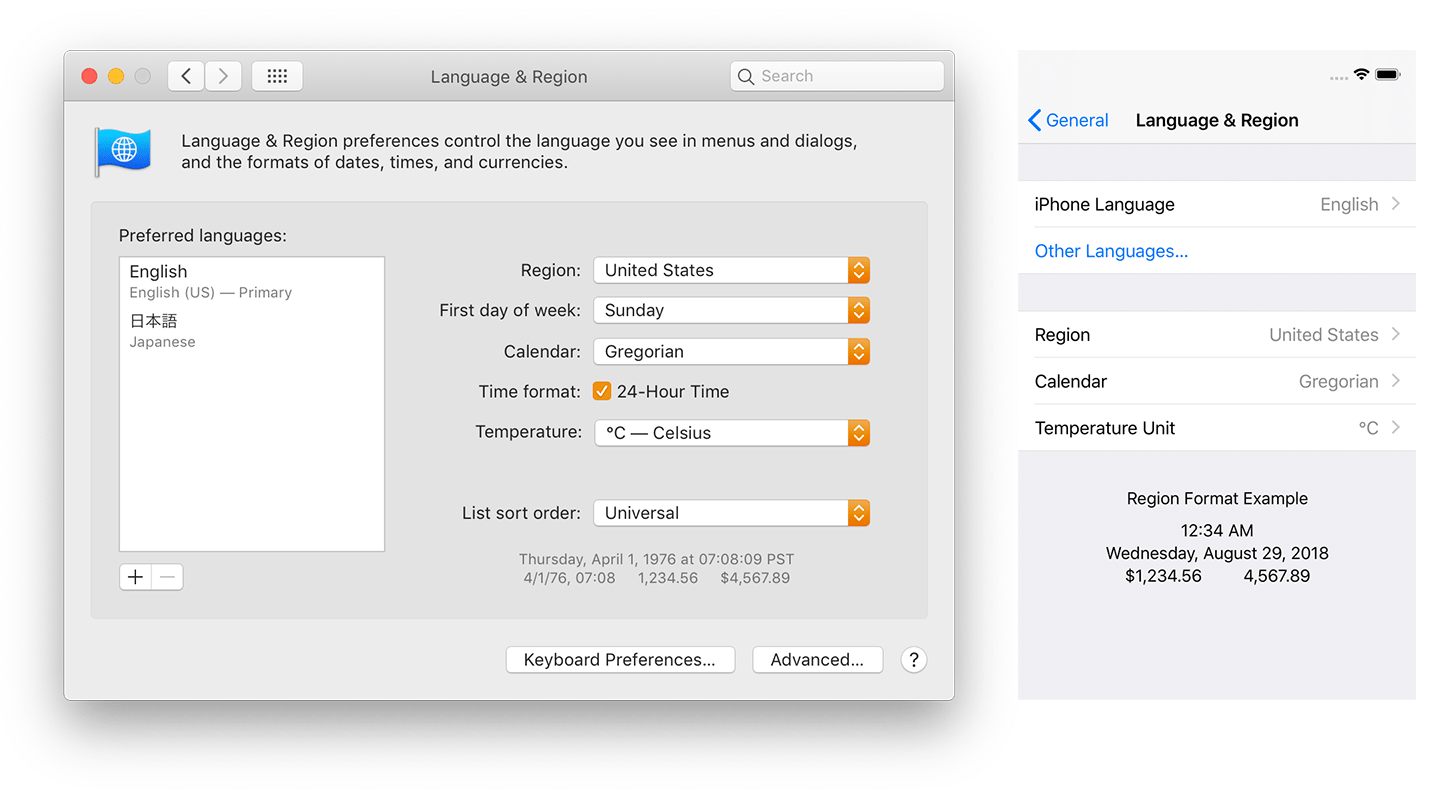 Language & Region
Search
Language & Region preferences control the language you see in menus and dialogs,
and the formats of dates, times, and currencies.
Preferred languages:
English
English (US) — Primary
日本語
Japanese
Region: United States
First day of week: Sunday
Calendar: Gregorian
Time format: 24-Hour Time
Temperature: °C — Celsius
List sort order: Universal
Thursday, April 1, 1976 at 07:08:09 PST
4/1/76, 07:08 1,234.56 $4,567.89
Keyboard Preferences... Advanced... ?
General Language & Region
iPhone Language English
Other Languages...
Region United States
Calendar Gregorian
Temperature Unit °C
Region Format Example
12:34 AM
Wednesday, August 29, 2018
$1,234.56 4,567.89